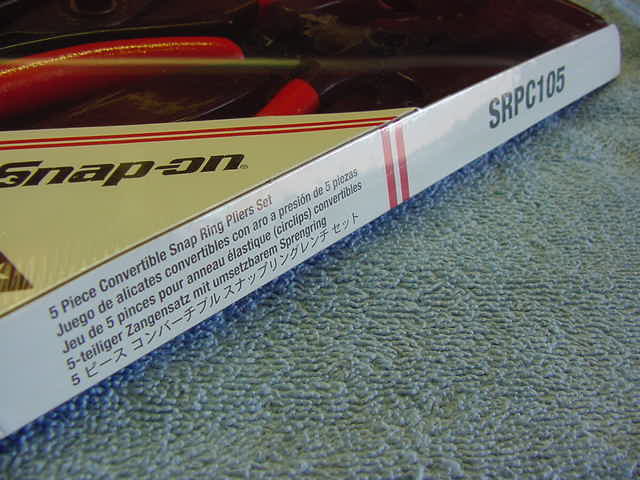 Snap-on
SRPC105
5 Piece Convertible Snap Ring Pliers Set
Juego de alicates convertibles con aro a presión de 5 piezas
Jeu de 5 pinces pour anneau élastique (circlips) convertibles
5-teiliger Zangensatz mit umsetzbarem Sprengring
5 ピース コンバーチブル スナップリングレンチ セット